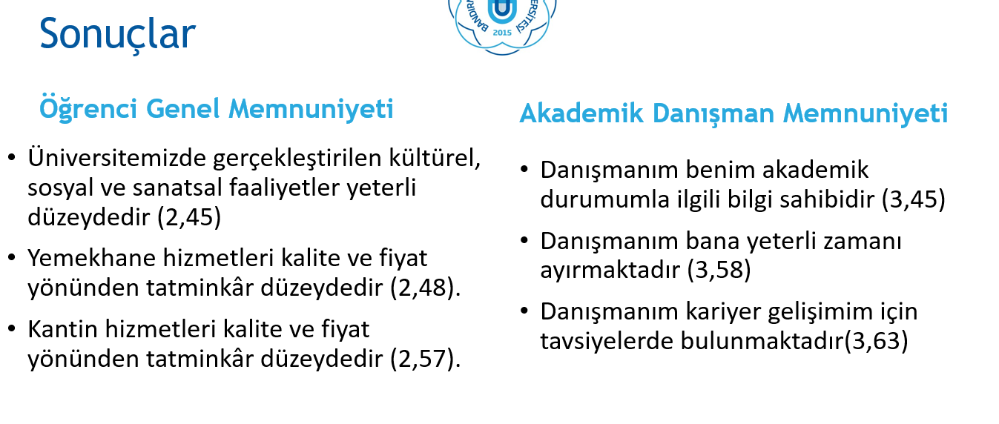 Sonuçlar
BANDIRMA
2015
Öğrenci Genel Memnuniyeti
• Üniversitemizde gerçekleştirilen kültürel,
sosyal ve sanatsal faaliyetler yeterli
düzeydedir (2,45)
• Yemekhane hizmetleri kalite ve fiyat
yönünden tatminkâr düzeydedir (2,48).
• Kantin hizmetleri kalite ve fiyat
yönünden tatminkâr düzeydedir (2,57).
Akademik Danışman Memnuniyeti
• Danışmanım benim akademik
durumumla ilgili bilgi sahibidir (3,45)
• Danışmanım bana yeterli zamanı
ayırmaktadır (3,58)
• Danışmanım kariyer gelişimim için
tavsiyelerde bulunmaktadır(3,63)